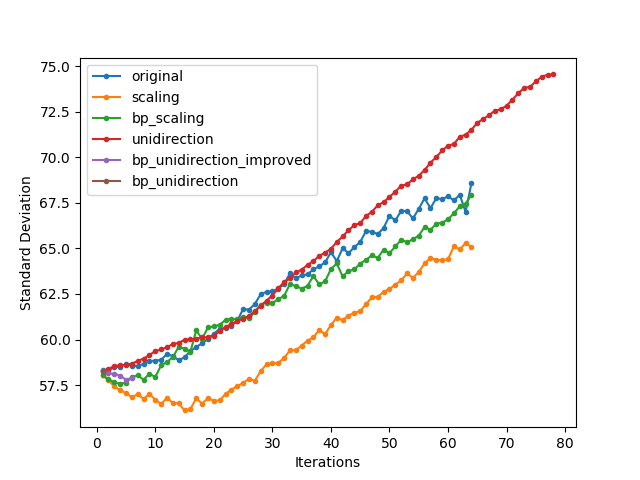 75.0
72.5
70.0
67.5
65.0
62.5
60.0
57.5
Standard Deviation
original
scaling
bp_scaling
unidirection
bp_unidirection_improved
bp_unidirection
0 10 20 30 40 50 60 70 80
Iterations